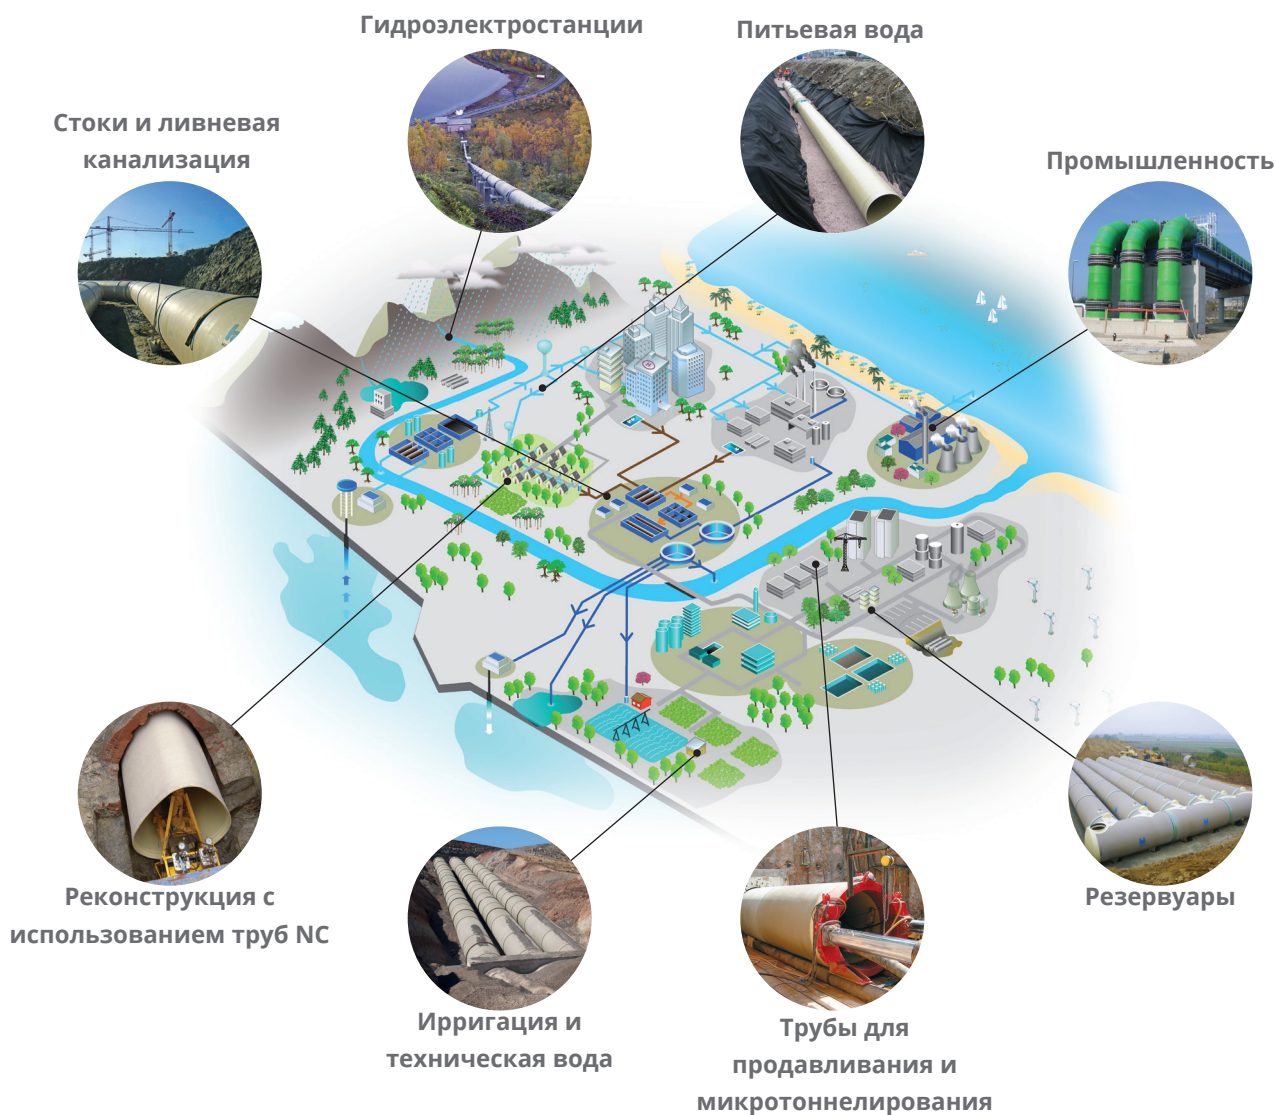 Гидроэлектростанции
Питьевая вода
Стоки и ливневая
канализация
Промышленность
Реконструкция с
использованием труб NC
Резервуары
Ирригация и
техническая вода
Трубы для
продавливания и
микротоннелирования